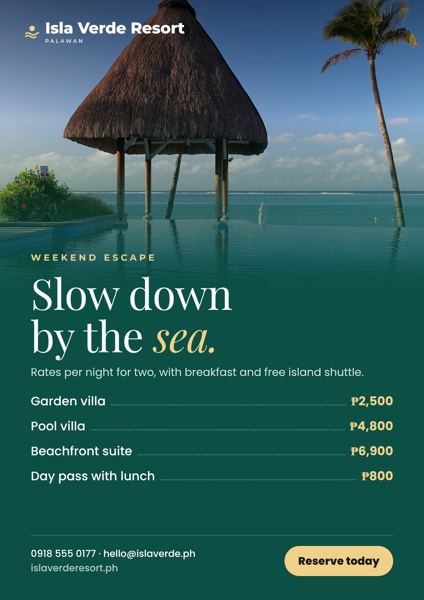 Isla Verde Resort
PALAWAN
WEEKEND ESCAPE
Slow down
by the sea.
Rates per night for two, with breakfast and free island shuttle.
Garden villa ₱2,500
Pool villa ₱4,800
Beachfront suite ₱6,900
Day pass with lunch ₱800
0918 555 0177 · hello@islaverde.ph
islaverderesort.ph
Reserve today